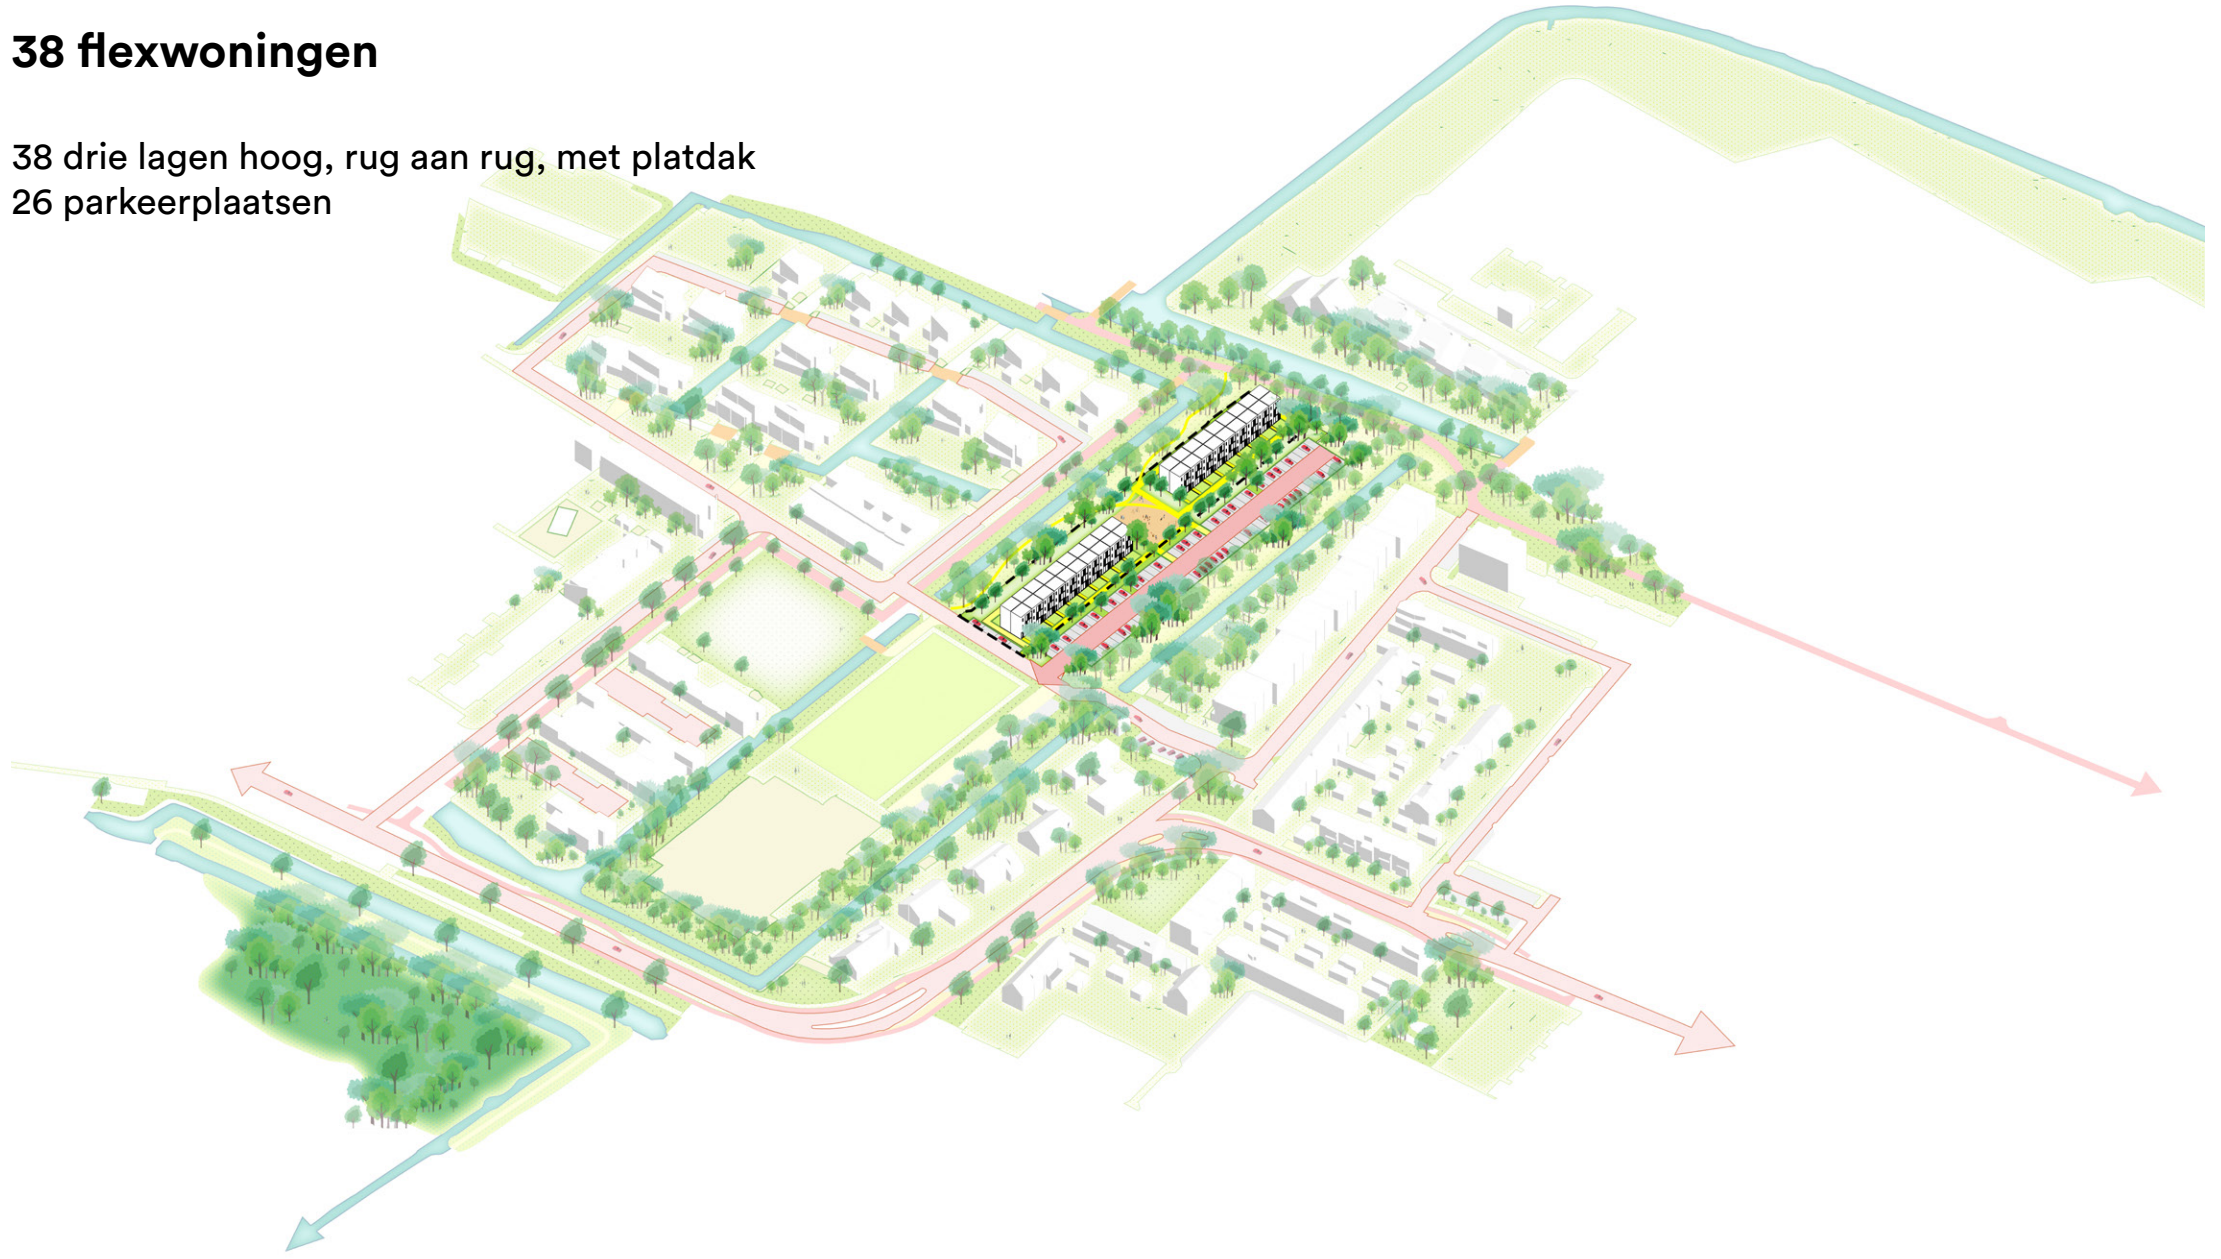 38 flexwoningen
38 drie lagen hoog, rug aan rug, met platdak
26 parkeerplaatsen